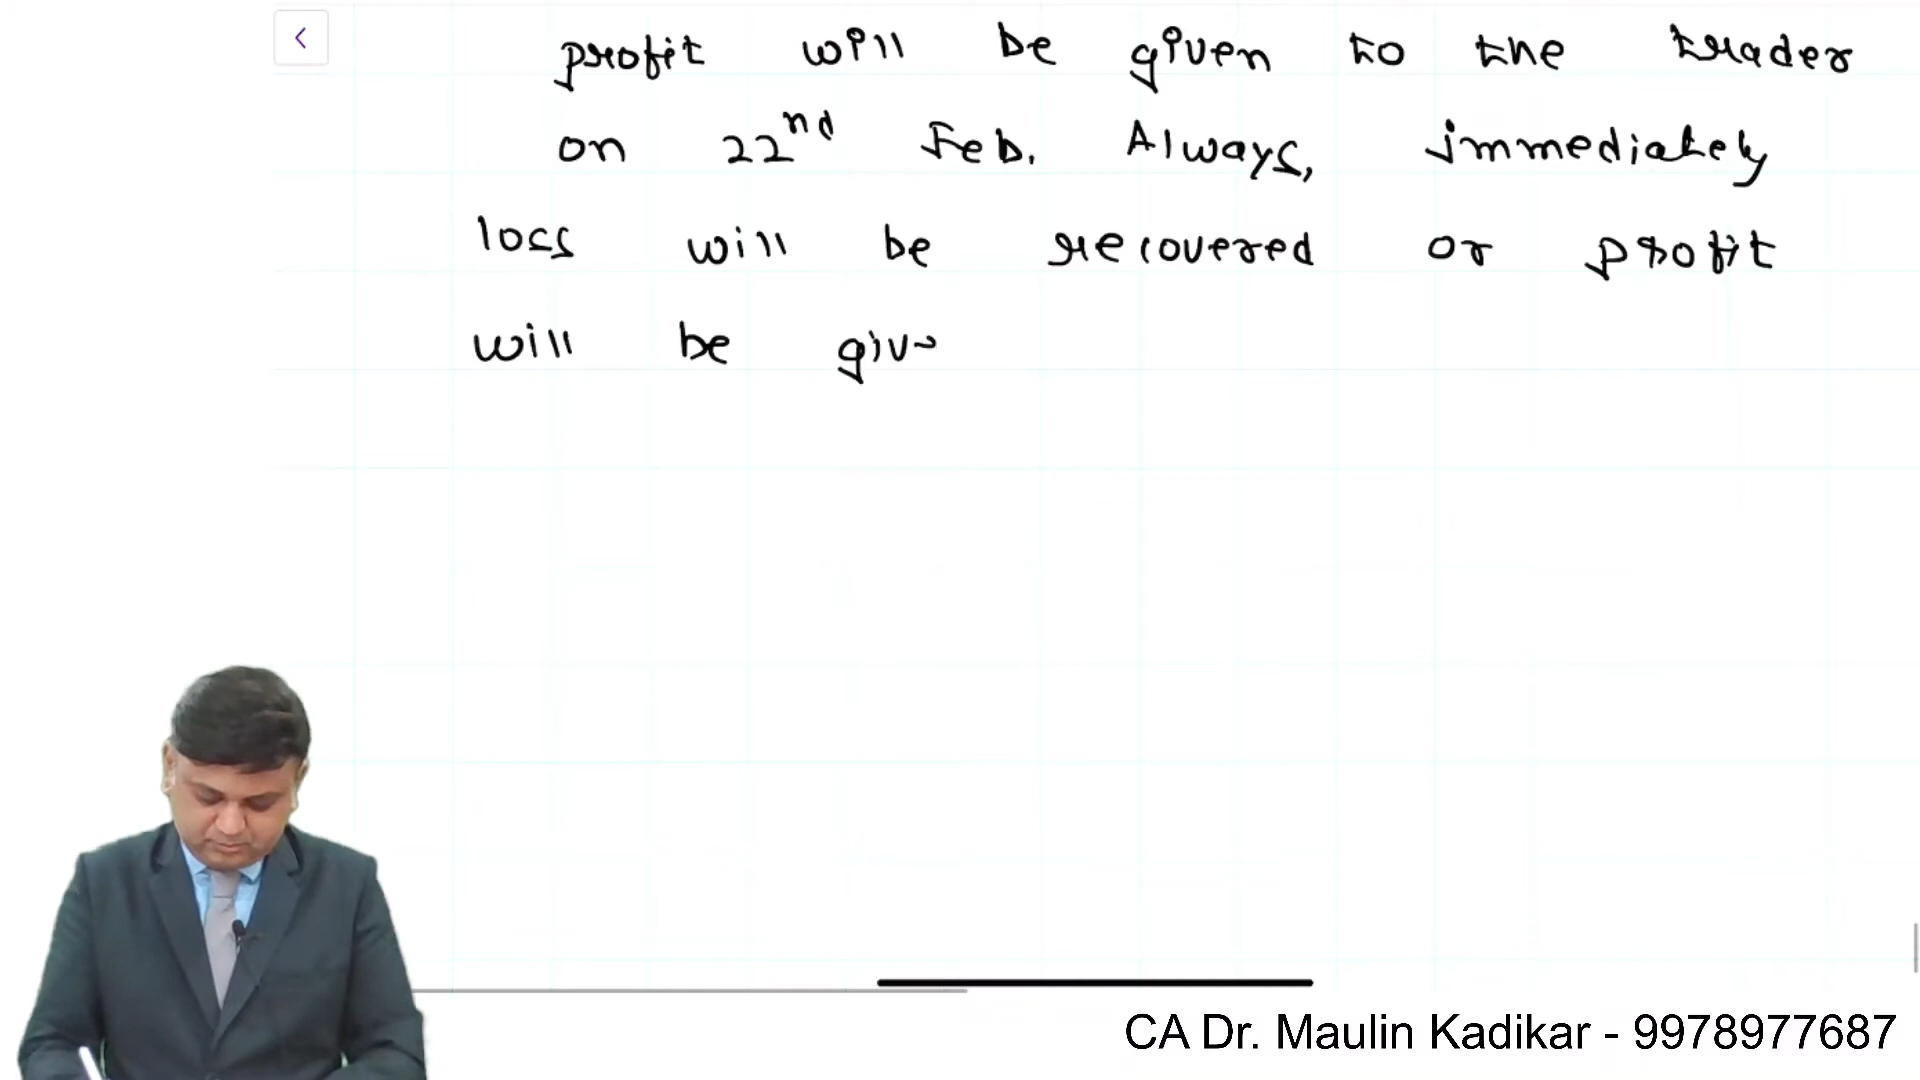 profit will be given to the trader
on 22nd Feb. Always, immediately
loss will be recovered or profit
will be giv
CA Dr. Maulin Kadikar - 9978977687